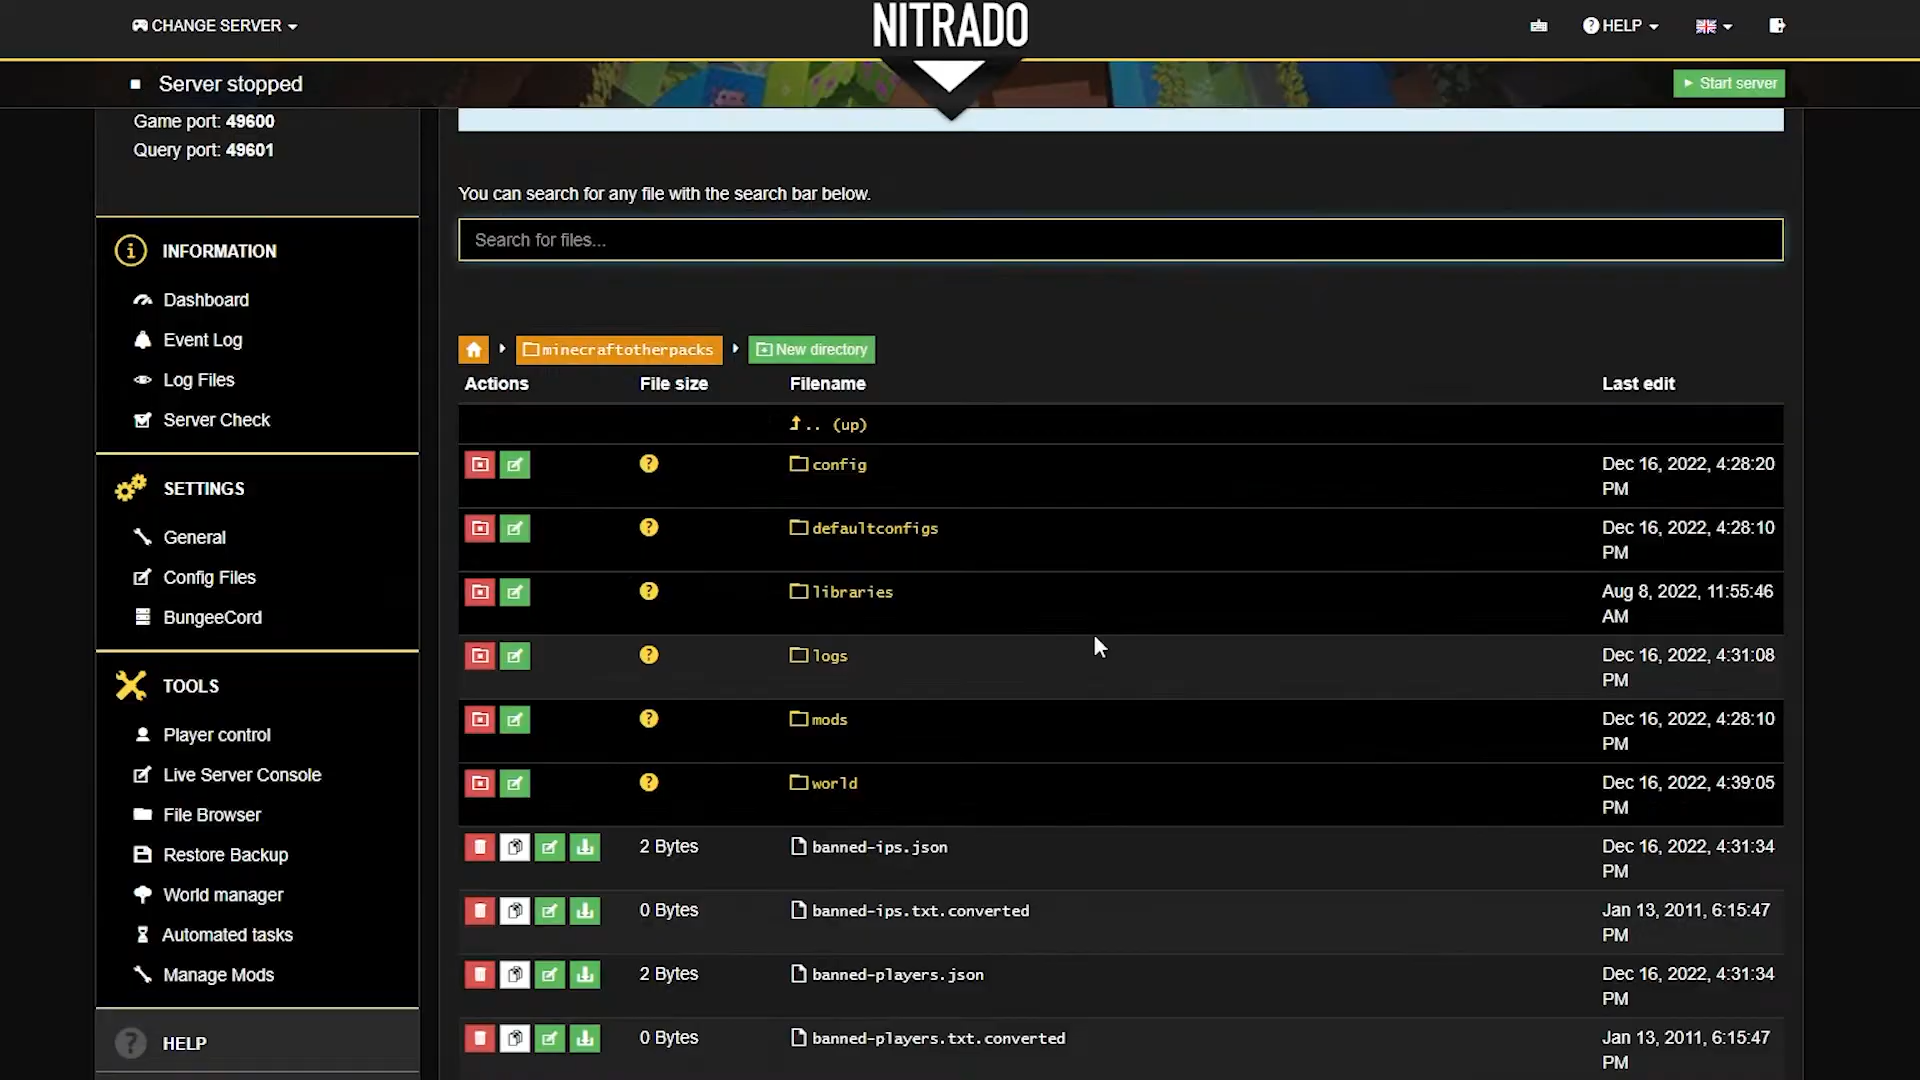 CHANGE SERVER
NITRADO
HELP
Server stopped
Start server
Game port: 49600
Query port: 49601
INFORMATION
Dashboard
Event Log
Log Files
Server Check
SETTINGS
General
Config Files
BungeeCord
TOOLS
Player control
Live Server Console
File Browser
Restore Backup
World manager
Automated tasks
Manage Mods
HELP
You can search for any file with the search bar below.
Search for files...
minecraftotherpacks
New directory
Actions File size Filename Last edit
.. (up)
config Dec 16, 2022, 4:28:20
PM
defaultconfigs Dec 16, 2022, 4:28:10
PM
libraries Aug 8, 2022, 11:55:46
AM
logs Dec 16, 2022, 4:31:08
PM
mods Dec 16, 2022, 4:28:10
PM
world Dec 16, 2022, 4:39:05
PM
2 Bytes banned-ips.json Dec 16, 2022, 4:31:34
PM
0 Bytes banned-ips.txt.converted Jan 13, 2011, 6:15:47
PM
2 Bytes banned-players.json Dec 16, 2022, 4:31:34
PM
0 Bytes banned-players.txt.converted Jan 13, 2011, 6:15:47
PM